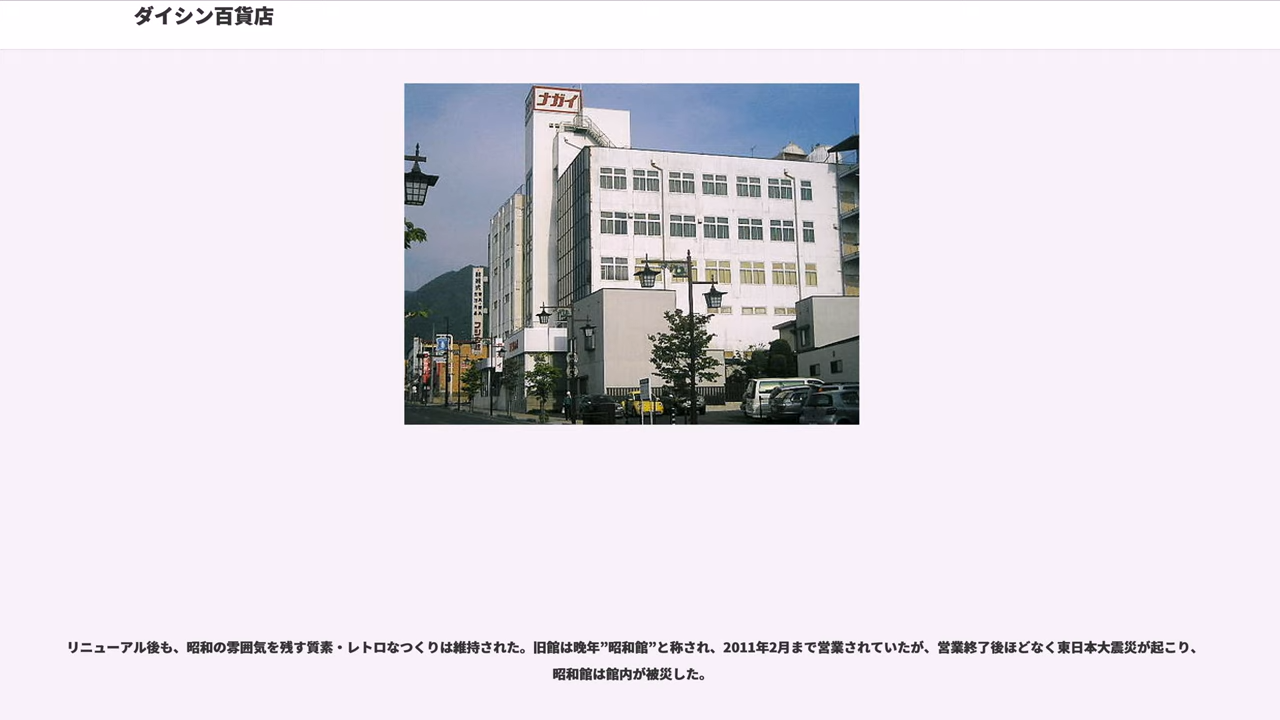 ダイシン百貨店
ナガイ
リニューアル後も、昭和の雰囲気を残す質素・レトロなつくりは維持された。旧館は晩年”昭和館”と称され、2011年2月まで営業されていたが、営業終了後ほどなく東日本大震災が起こり、
昭和館は館内が被災した。